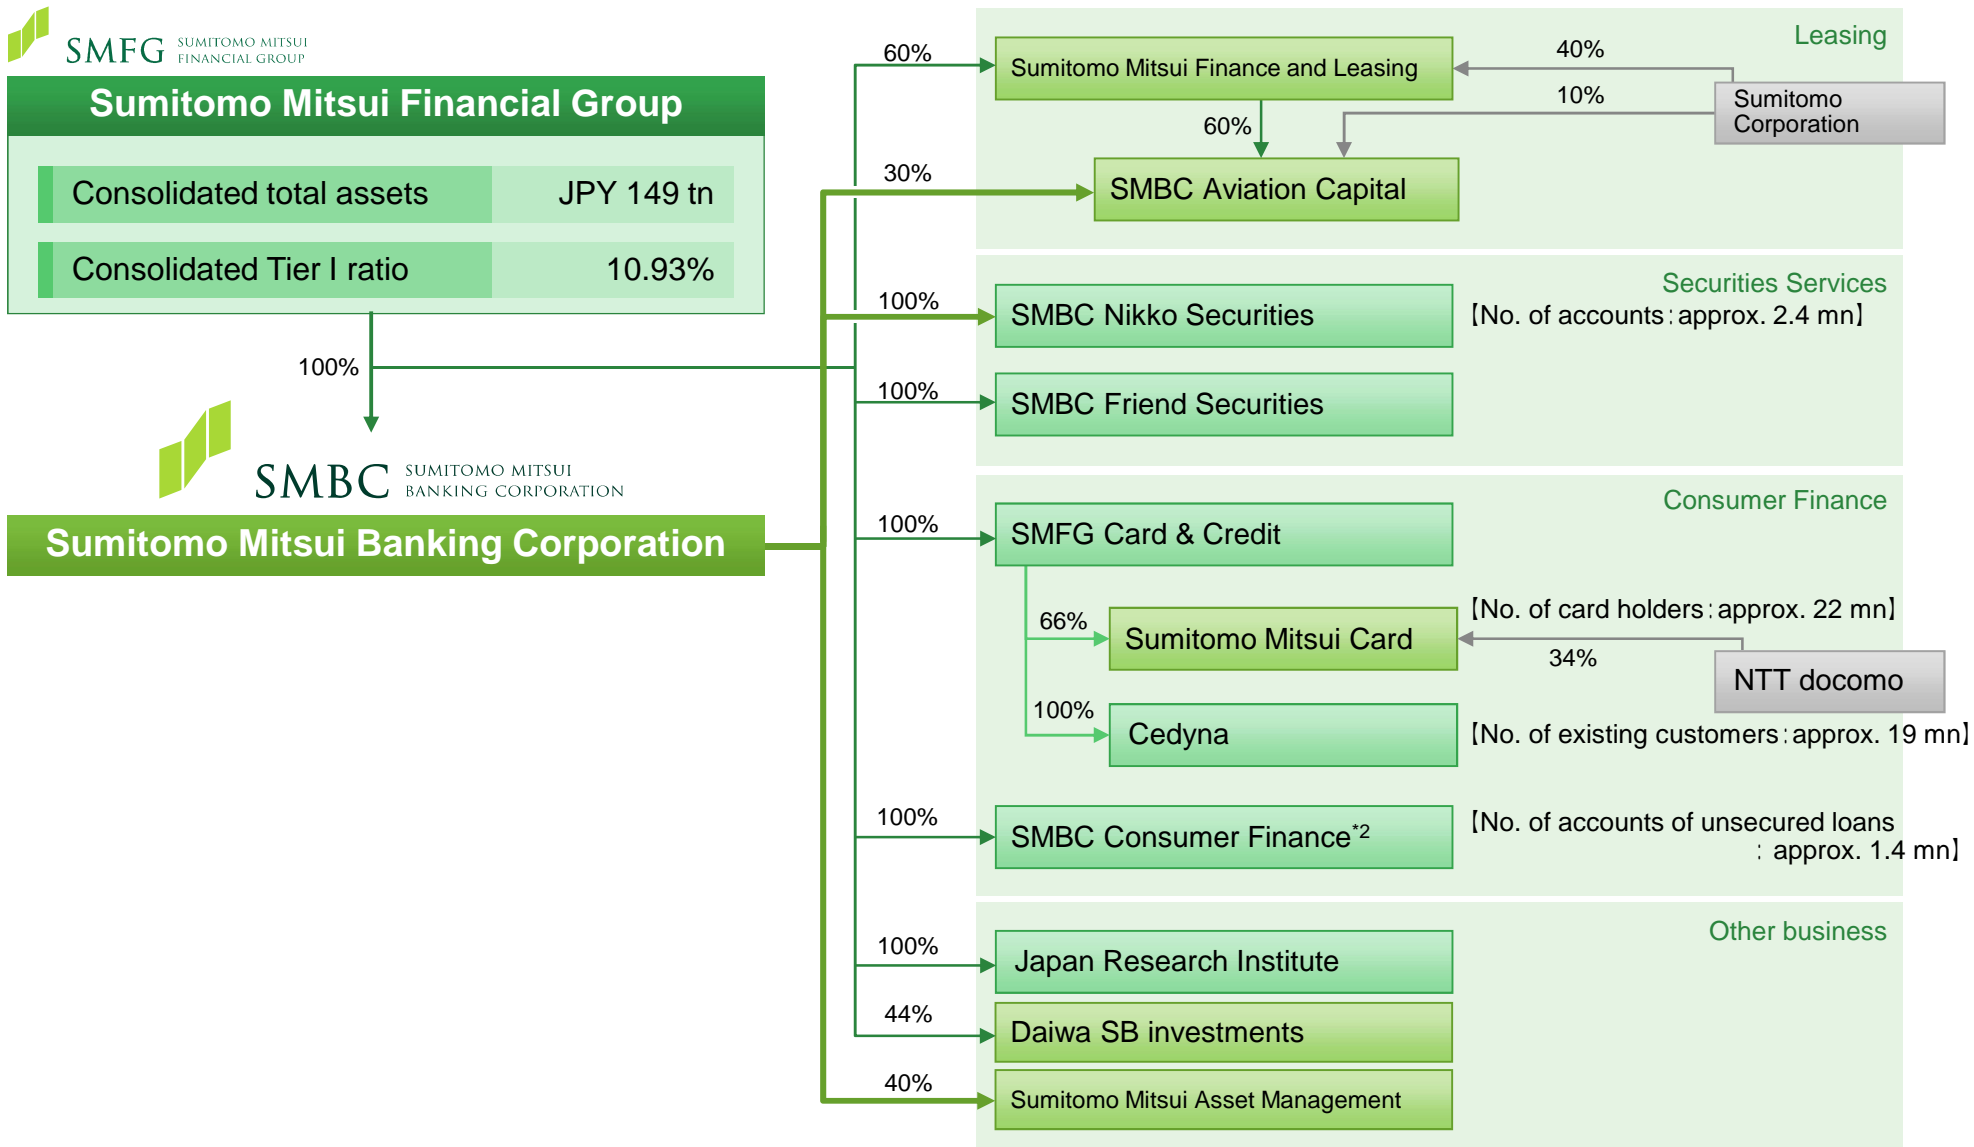 SMFG SUMITOMO MITSUI
FINANCIAL GROUP
Sumitomo Mitsui Financial Group
Consolidated total assets JPY 149 tn
Consolidated Tier I ratio 10.93%
100%
SMBC SUMITOMO MITSUI
BANKING CORPORATION
Sumitomo Mitsui Banking Corporation
Leasing
60%
Sumitomo Mitsui Finance and Leasing
40%
10%
Sumitomo
Corporation
60%
30%
SMBC Aviation Capital
Securities Services
100%
SMBC Nikko Securities
【No. of accounts:approx. 2.4 mn】
100%
SMBC Friend Securities
Consumer Finance
100%
SMFG Card & Credit
【No. of card holders:approx. 22 mn】
66%
Sumitomo Mitsui Card
34%
NTT docomo
100%
Cedyna
【No. of existing customers:approx. 19 mn】
100%
SMBC Consumer Finance*2
【No. of accounts of unsecured loans
: approx. 1.4 mn】
Other business
100%
Japan Research Institute
44%
Daiwa SB investments
40%
Sumitomo Mitsui Asset Management